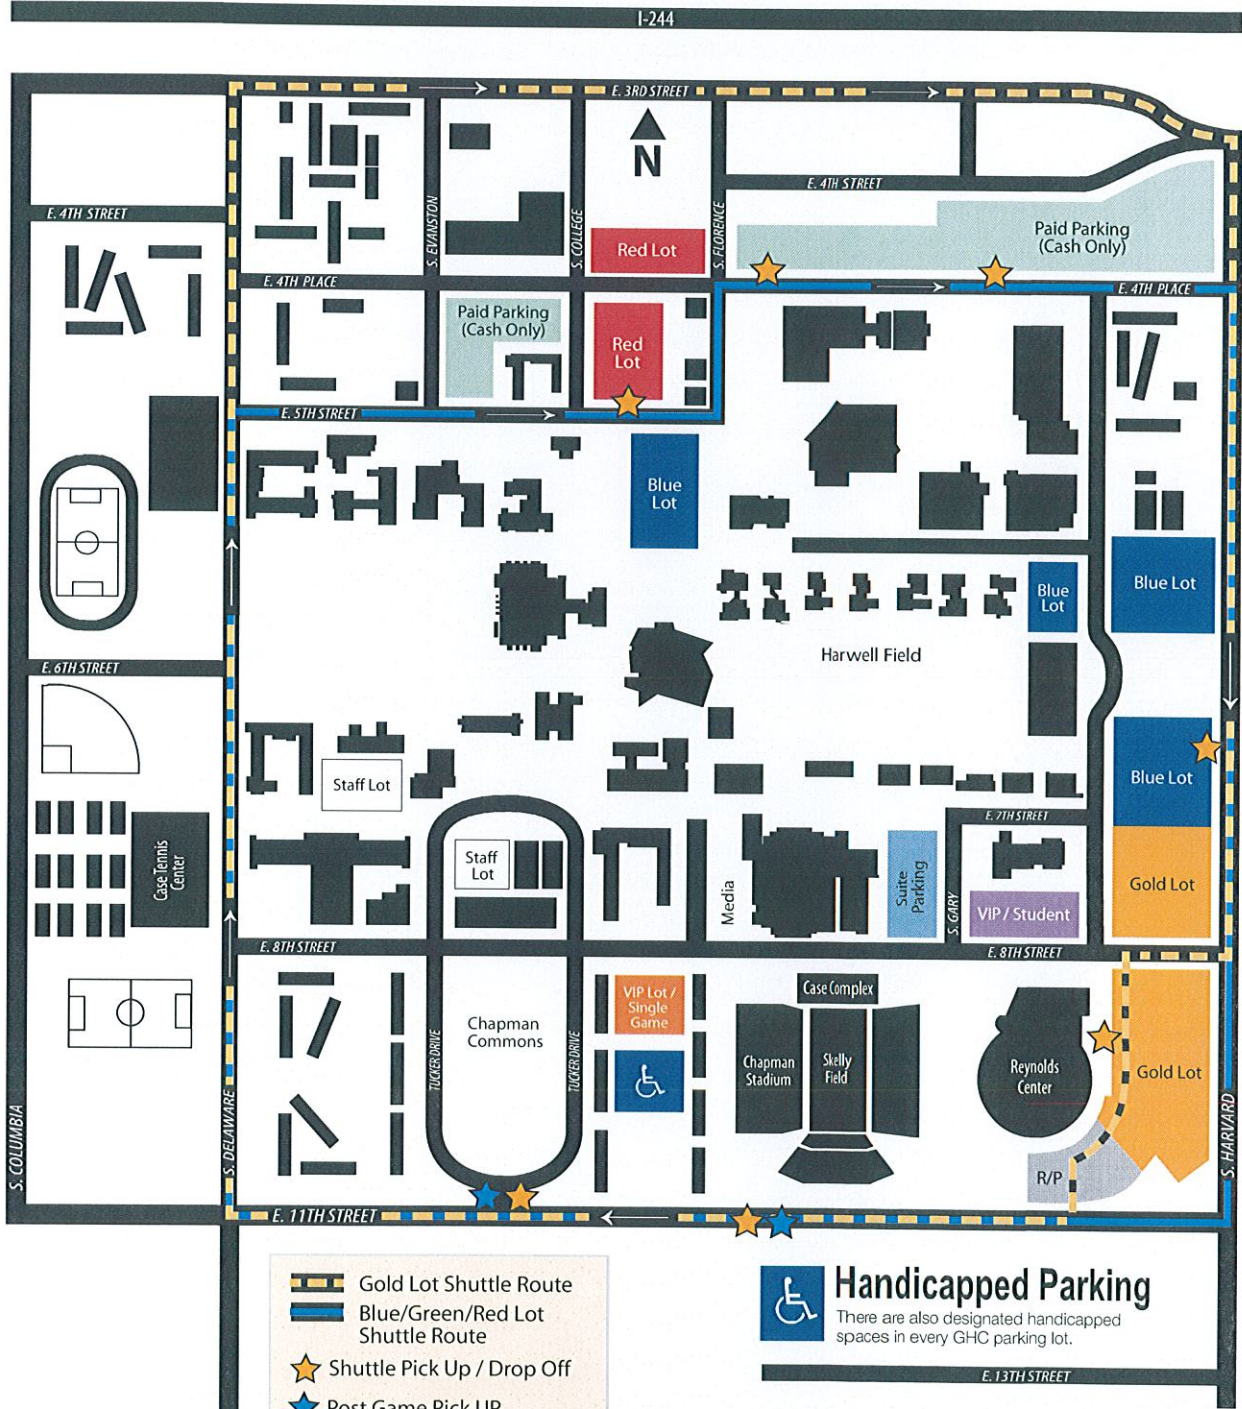 I-244
E. 3RD STREET
N
E. 4TH STREET
E. 4TH STREET
S. EVANSTON
S. COLLEGE
S. FLORENCE
Red Lot
Paid Parking
(Cash Only)
E. 4TH PLACE
E. 4TH PLACE
Paid Parking
(Cash Only)
Red
Lot
E. 5TH STREET
Blue
Lot
Blue
Lot
Blue Lot
Harwell Field
E. 6TH STREET
Staff Lot
Blue Lot
E. 7TH STREET
Case Tennis
Center
Staff
Lot
Media
Suite
Parking
S. GARY
VIP / Student
Gold Lot
E. 8TH STREET
E. 8TH STREET
VIP Lot /
Single
Game
Case Complex
Chapman
Commons
TUCKER DRIVE
TUCKER DRIVE
Chapman
Stadium
Skelly
Field
Reynolds
Center
Gold Lot
S. COLUMBIA
S. DELAWARE
S. HARVARD
R/P
E. 11TH STREET
Gold Lot Shuttle Route
Blue/Green/Red Lot
Shuttle Route
Shuttle Pick Up / Drop Off
Post Game Pick UP
Handicapped Parking
There are also designated handicapped
spaces in every GHC parking lot.
E. 13TH STREET